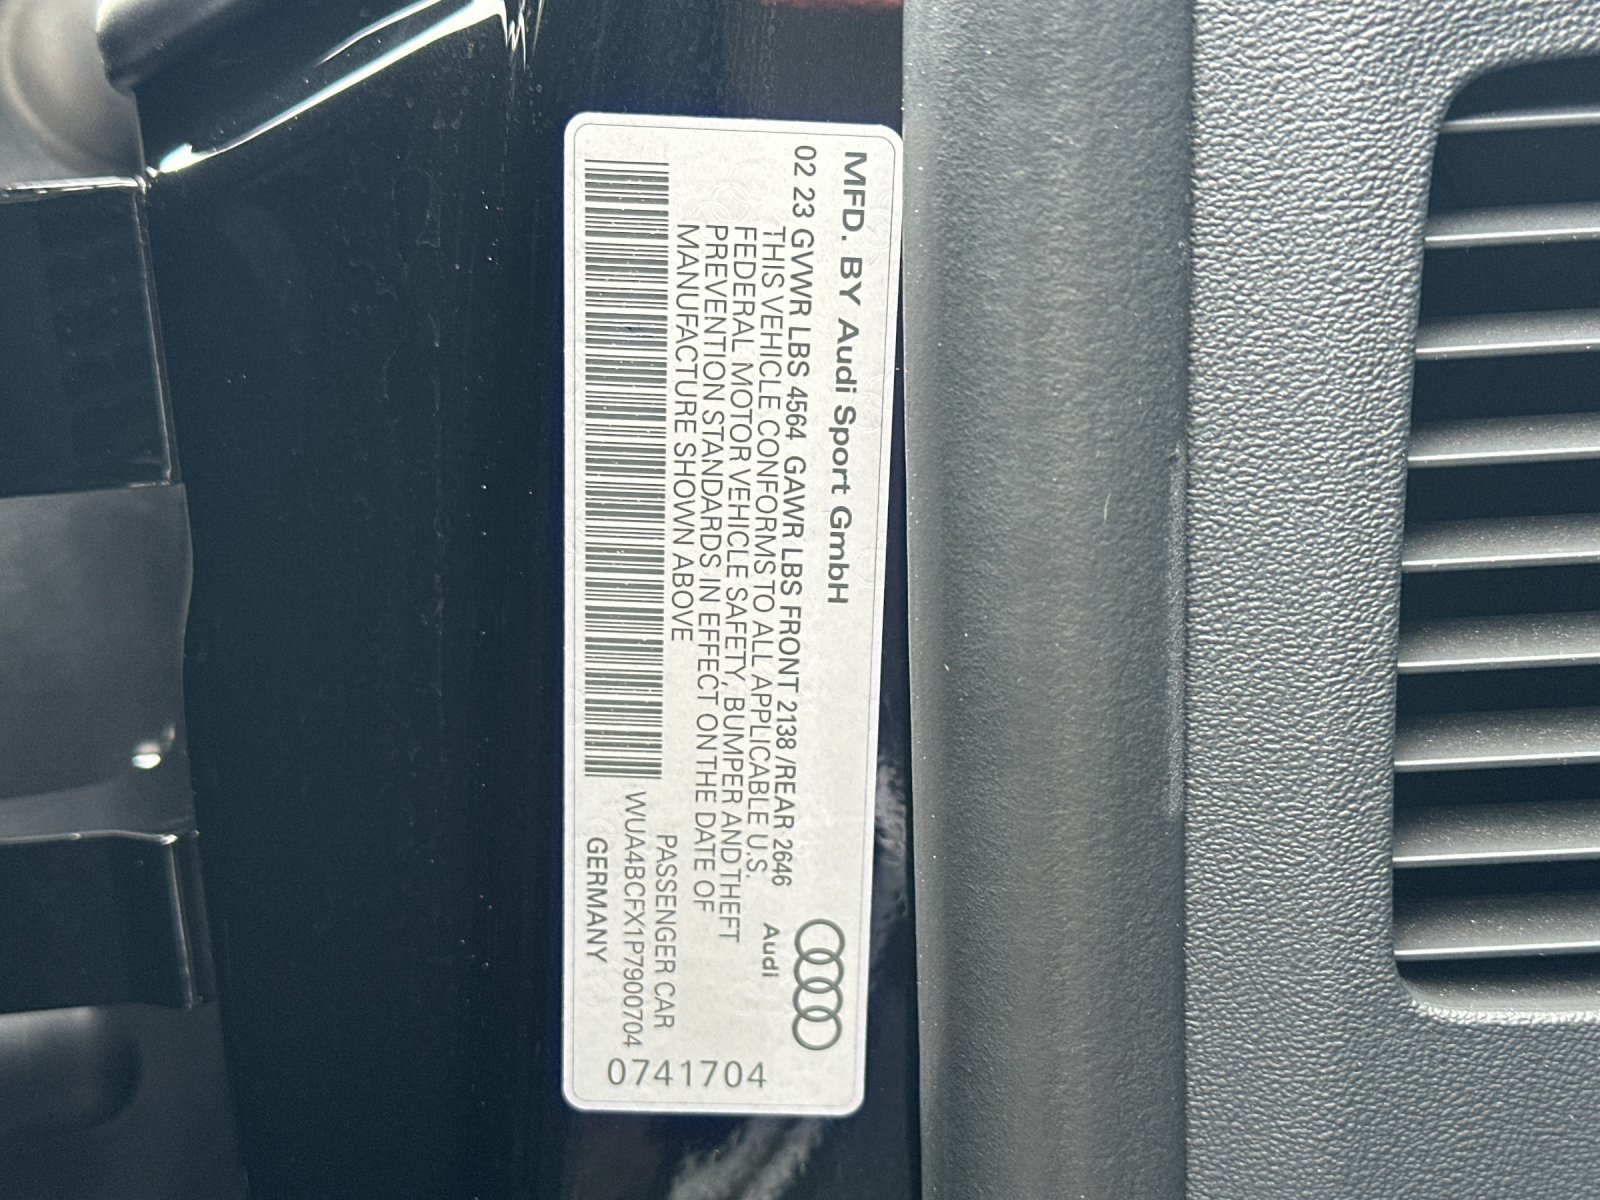 MFD. BY Audi Sport GmbH
02 23 GVWR LBS 4564 GAWR LBS FRONT 2138 /REAR 2646
THIS VEHICLE CONFORMS TO ALL APPLICABLE U.S.
FEDERAL MOTOR VEHICLE SAFETY, BUMPER AND THEFT
PREVENTION STANDARDS IN EFFECT ON THE DATE OF
MANUFACTURE SHOWN ABOVE
Audi
PASSENGER CAR
WUA4BCFX1P7900704
GERMANY
0741704